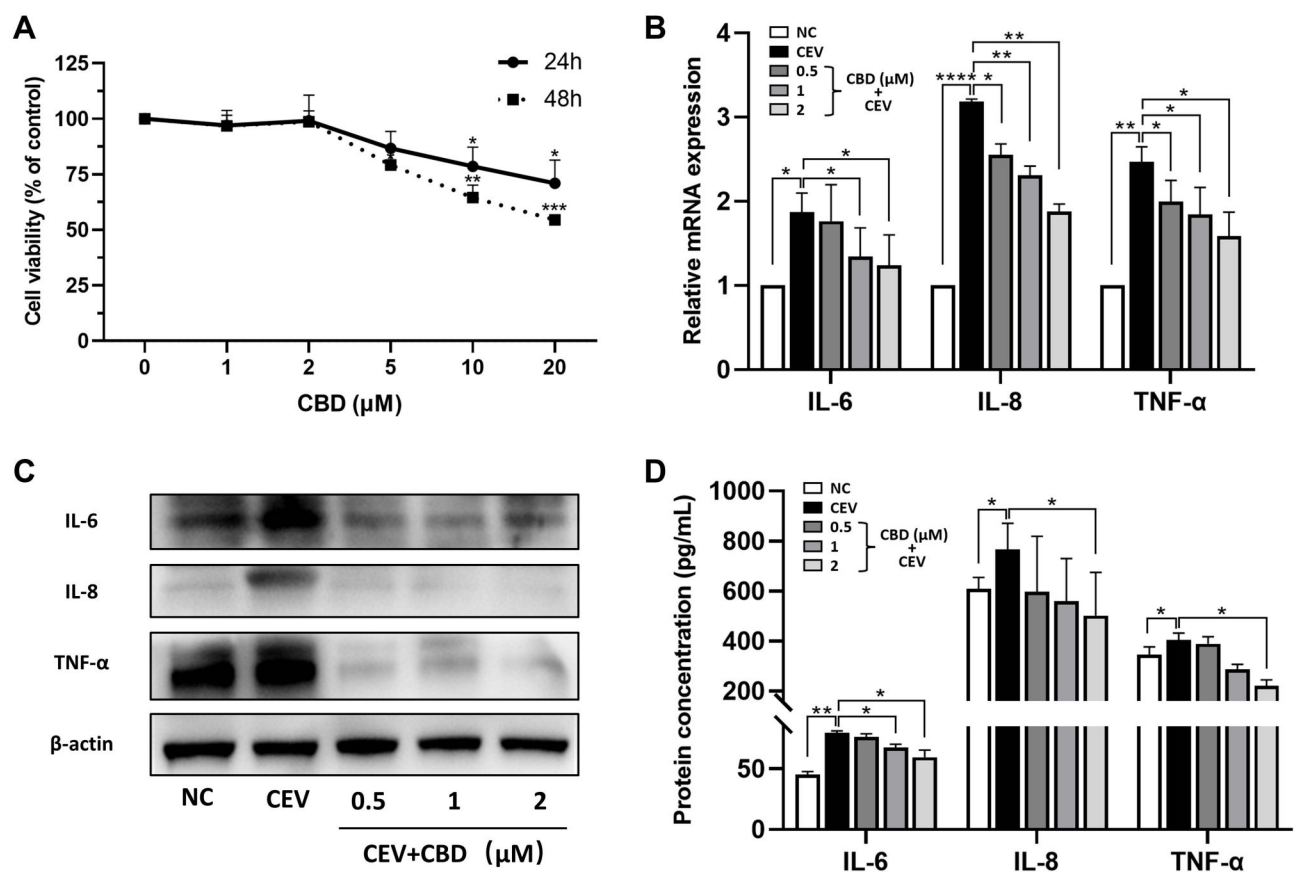 A
Cell viability (% of control)
125
100
75
50
25
0
24h
48h
*
*
**
***
0 1 2 5 10 20
CBD (μM)
B
Relative mRNA expression
4
3
2
1
0
NC
CEV
0.5
1
2
CBD (μM)
+
CEV
*
*
*
**
**
**** *
*
*
** *
IL-6 IL-8 TNF-α
C
IL-6
IL-8
TNF-α
β-actin
NC CEV 0.5 1 2
CEV+CBD (μM)
D
Protein concentration (pg/mL)
1000
800
600
400
200
50
0
NC
CEV
0.5
1
2
CBD (μM)
+
CEV
*
** *
* *
* *
IL-6 IL-8 TNF-α